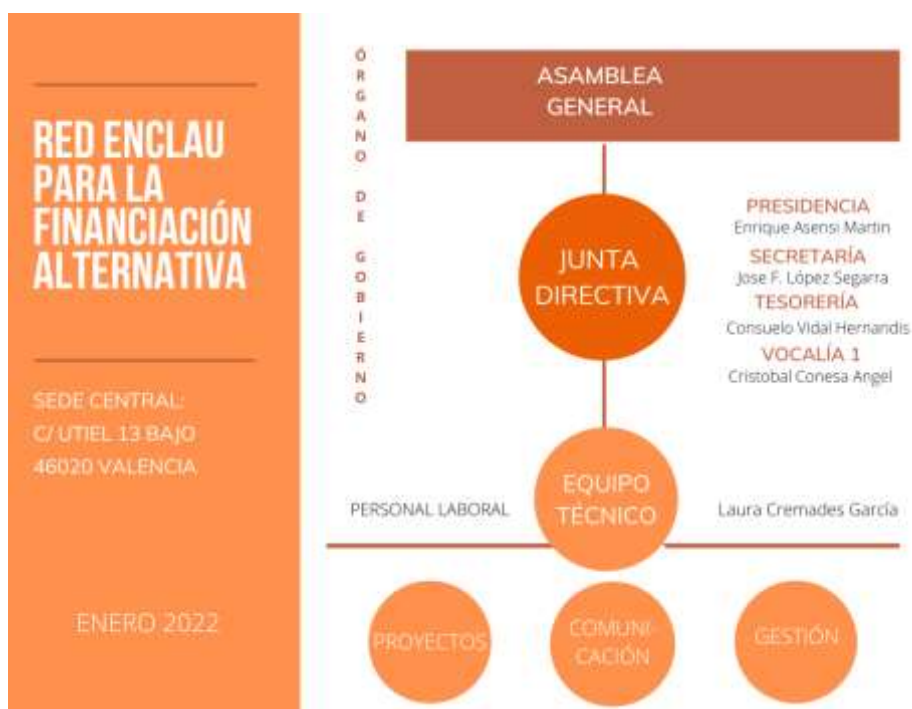 RED ENCLAU
PARA LA
FINANCIACIÓN
ALTERNATIVA
SEDE CENTRAL:
C/ UTIEL 13 BAJO
46020 VALENCIA
ENERO 2022
ÓRGANO DE GOBIERNO
ASAMBLEA
GENERAL
JUNTA
DIRECTIVA
PRESIDENCIA
Enrique Asensi Martin
SECRETARÍA
Jose F. López Segarra
TESORERÍA
Consuelo Vidal Hernandis
VOCALÍA 1
Cristobal Conesa Angel
PERSONAL LABORAL
EQUIPO
TÉCNICO
Laura Cremades García
PROYECTOS
COMUNI-
CACIÓN
GESTIÓN